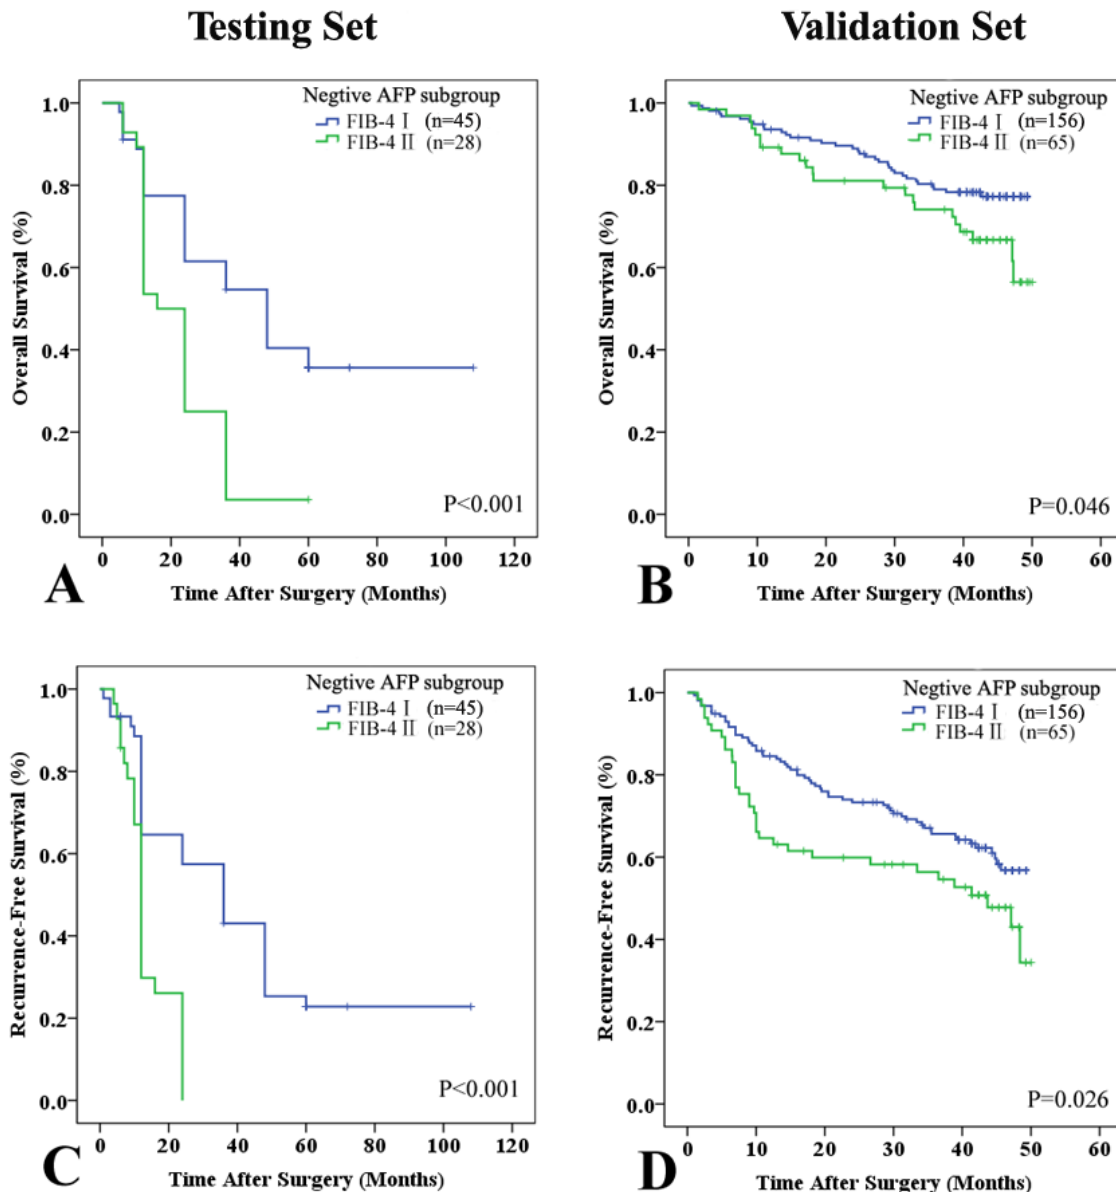 Testing Set
Validation Set
Negtive AFP subgroup
FIB-4 Ⅰ (n=45)
FIB-4 Ⅱ (n=28)
1.0
0.8
0.6
0.4
0.2
0.0
Overall Survival (%)
P<0.001
0 20 40 60 80 100 120
Time After Surgery (Months)
A
Negtive AFP subgroup
FIB-4 Ⅰ (n=156)
FIB-4 Ⅱ (n=65)
1.0
0.8
0.6
0.4
0.2
0.0
Overall Survival (%)
P=0.046
0 10 20 30 40 50 60
Time After Surgery (Months)
B
Negtive AFP subgroup
FIB-4 Ⅰ (n=45)
FIB-4 Ⅱ (n=28)
1.0
0.8
0.6
0.4
0.2
0.0
Recurrence-Free Survival (%)
P<0.001
0 20 40 60 80 100 120
Time After Surgery (Months)
C
Negtive AFP subgroup
FIB-4 Ⅰ (n=156)
FIB-4 Ⅱ (n=65)
1.0
0.8
0.6
0.4
0.2
0.0
Recurrence-Free Survival (%)
P=0.026
0 10 20 30 40 50 60
Time After Surgery (Months)
D